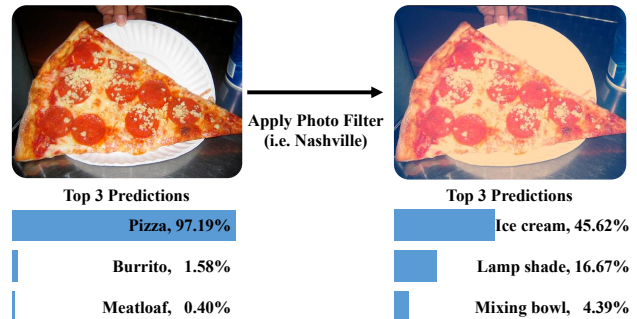 Apply Photo Filter
(i.e. Nashville)
Top 3 Predictions
Pizza, 97.19%
Burrito, 1.58%
Meatloaf, 0.40%
Top 3 Predictions
Ice cream, 45.62%
Lamp shade, 16.67%
Mixing bowl, 4.39%